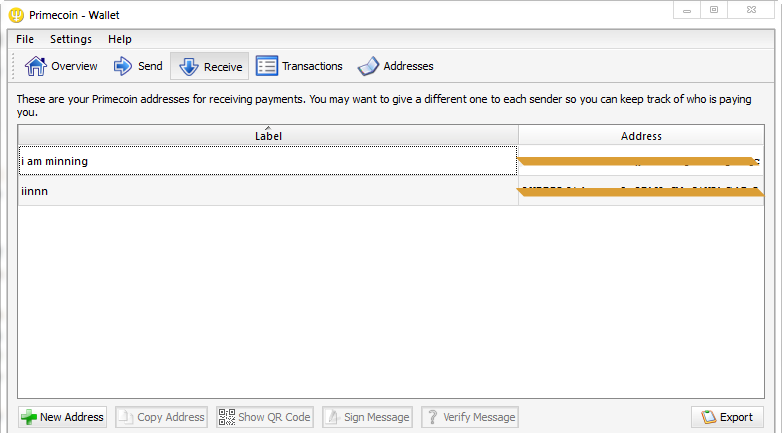 Primecoin - Wallet
File Settings Help
Overview Send Receive Transactions Addresses
These are your Primecoin addresses for receiving payments. You may want to give a different one to each sender so you can keep track of who is paying
you.
Label Address
i am minning
iinnn
New Address Copy Address Show QR Code Sign Message ? Verify Message Export